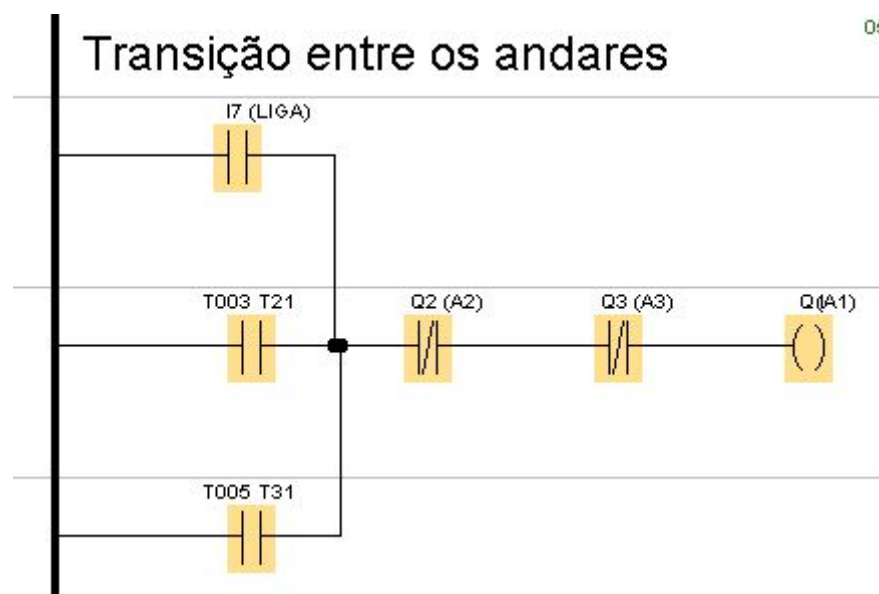 Transição entre os andares
I7 (LIGA)
T003 T21
Q2 (A2)
Q3 (A3)
T005 T31